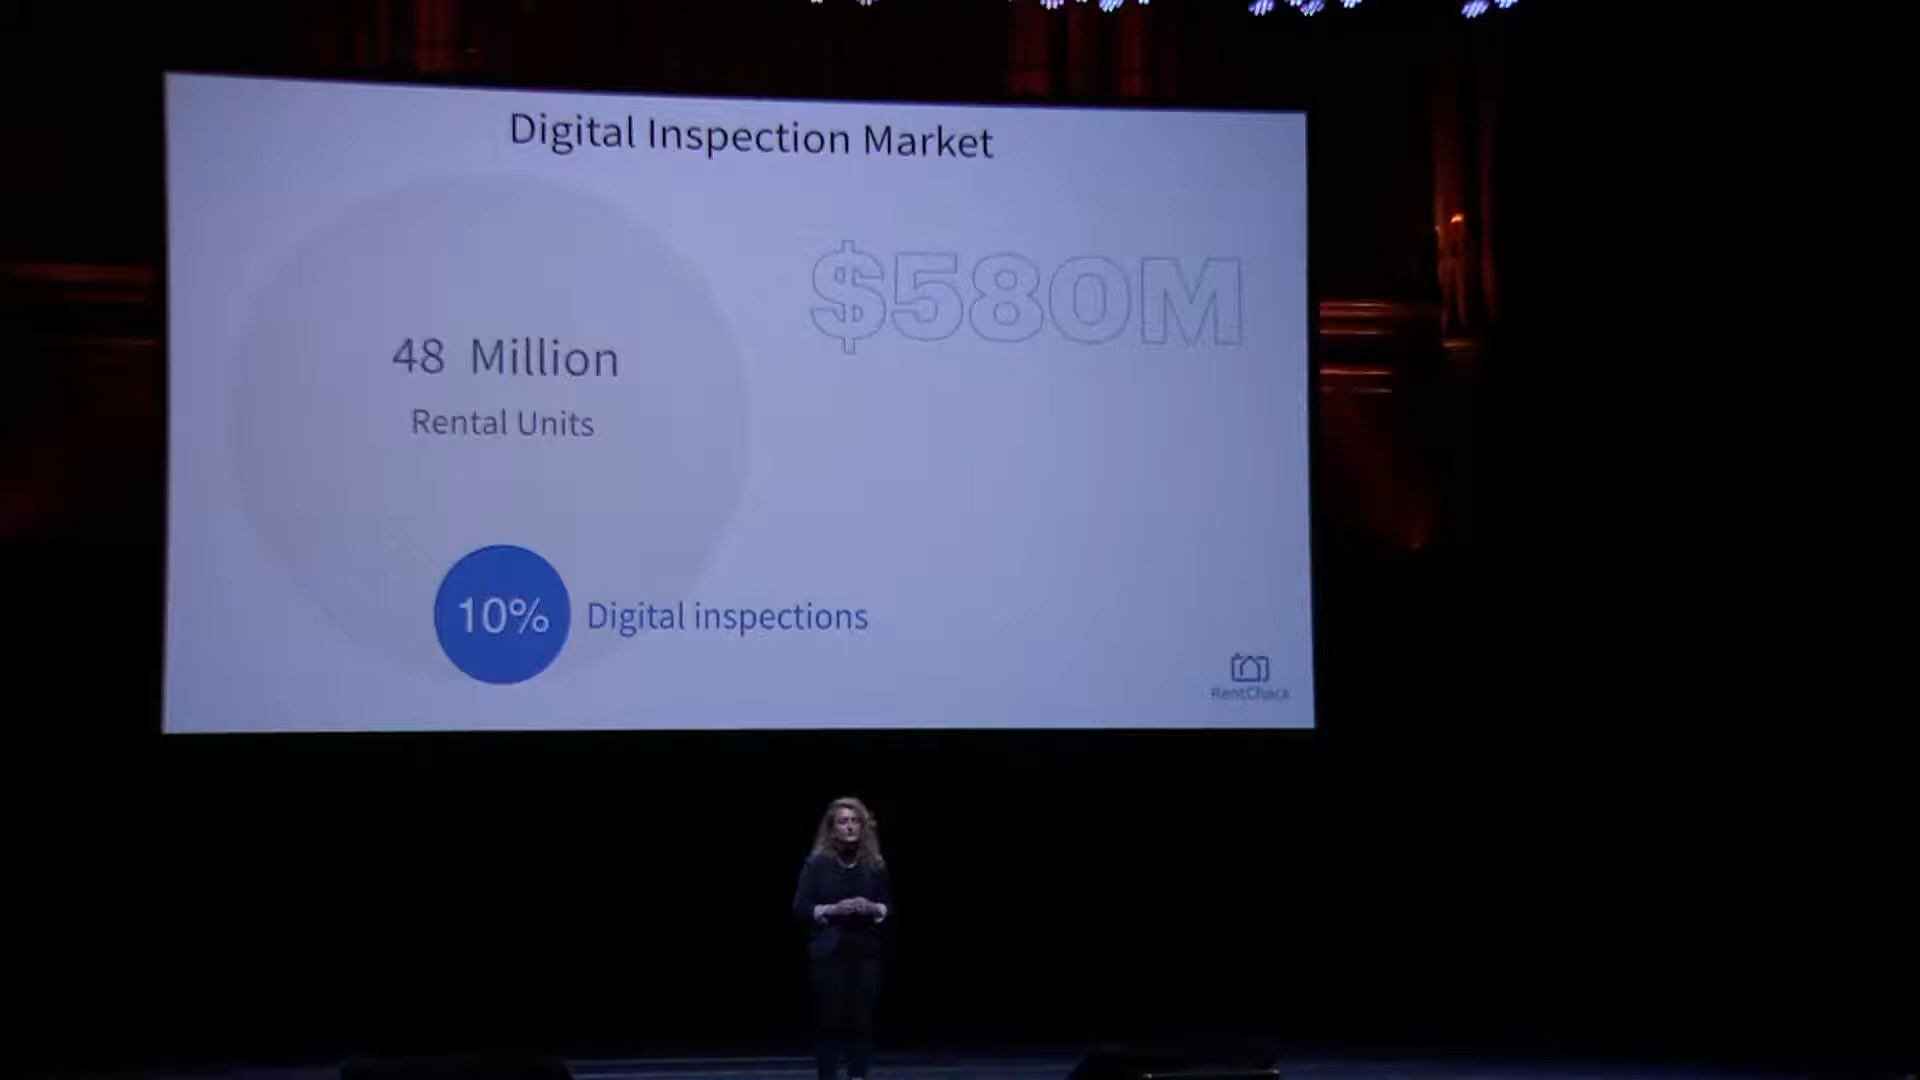 Digital Inspection Market
$580M
48 Million
Rental Units
10% Digital inspections
RentCheck